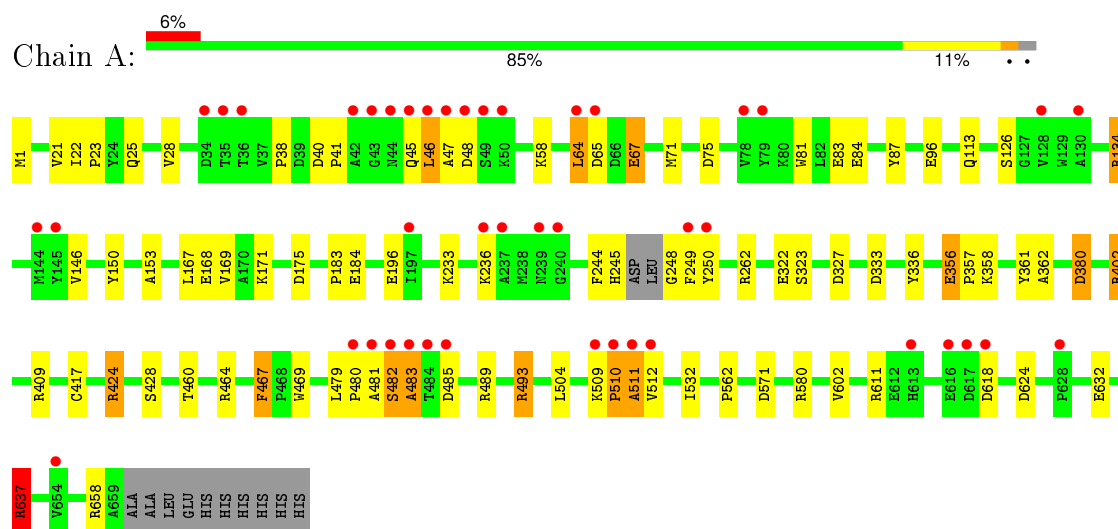 6%
Chain A:
85% 11% • •
M1 V21 T22 P23 Y24 Q25 V28 D34 T35 T36 V37 P38 D39 D40 P41 A42 G43 N44 Q45 L46 A47 D48 S49 K50 K58 L64 D65 D66 E67 M71 D75 V78 Y79 K80 W81 L82 E83 E84 V87 E96 Q113 S126 G127 V128 W129 A130 R134
M144 Y145 V146 Y150 A153 L167 E168 V169 A170 K171 D175 P183 E184 E196 I197 K233 K236 A237 M238 N239 G240 F244 H245 ASP LEU G248 F249 Y250 R262 E322 S323 D327 D333 Y336 E356 P357 K358 Y361 A362 D380 R402
R409 C417 R424 S428 T460 R464 F467 P468 W469 L479 P480 A481 S482 A483 T484 D485 R489 R493 L504 K509 P510 A511 V512 I532 P562 D571 R580 V602 R611 E612 H613 E616 D617 D618 D624 P628 E632
R637 V654 R658 A659 ALA ALA LEU GLU HIS HIS HIS HIS HIS HIS